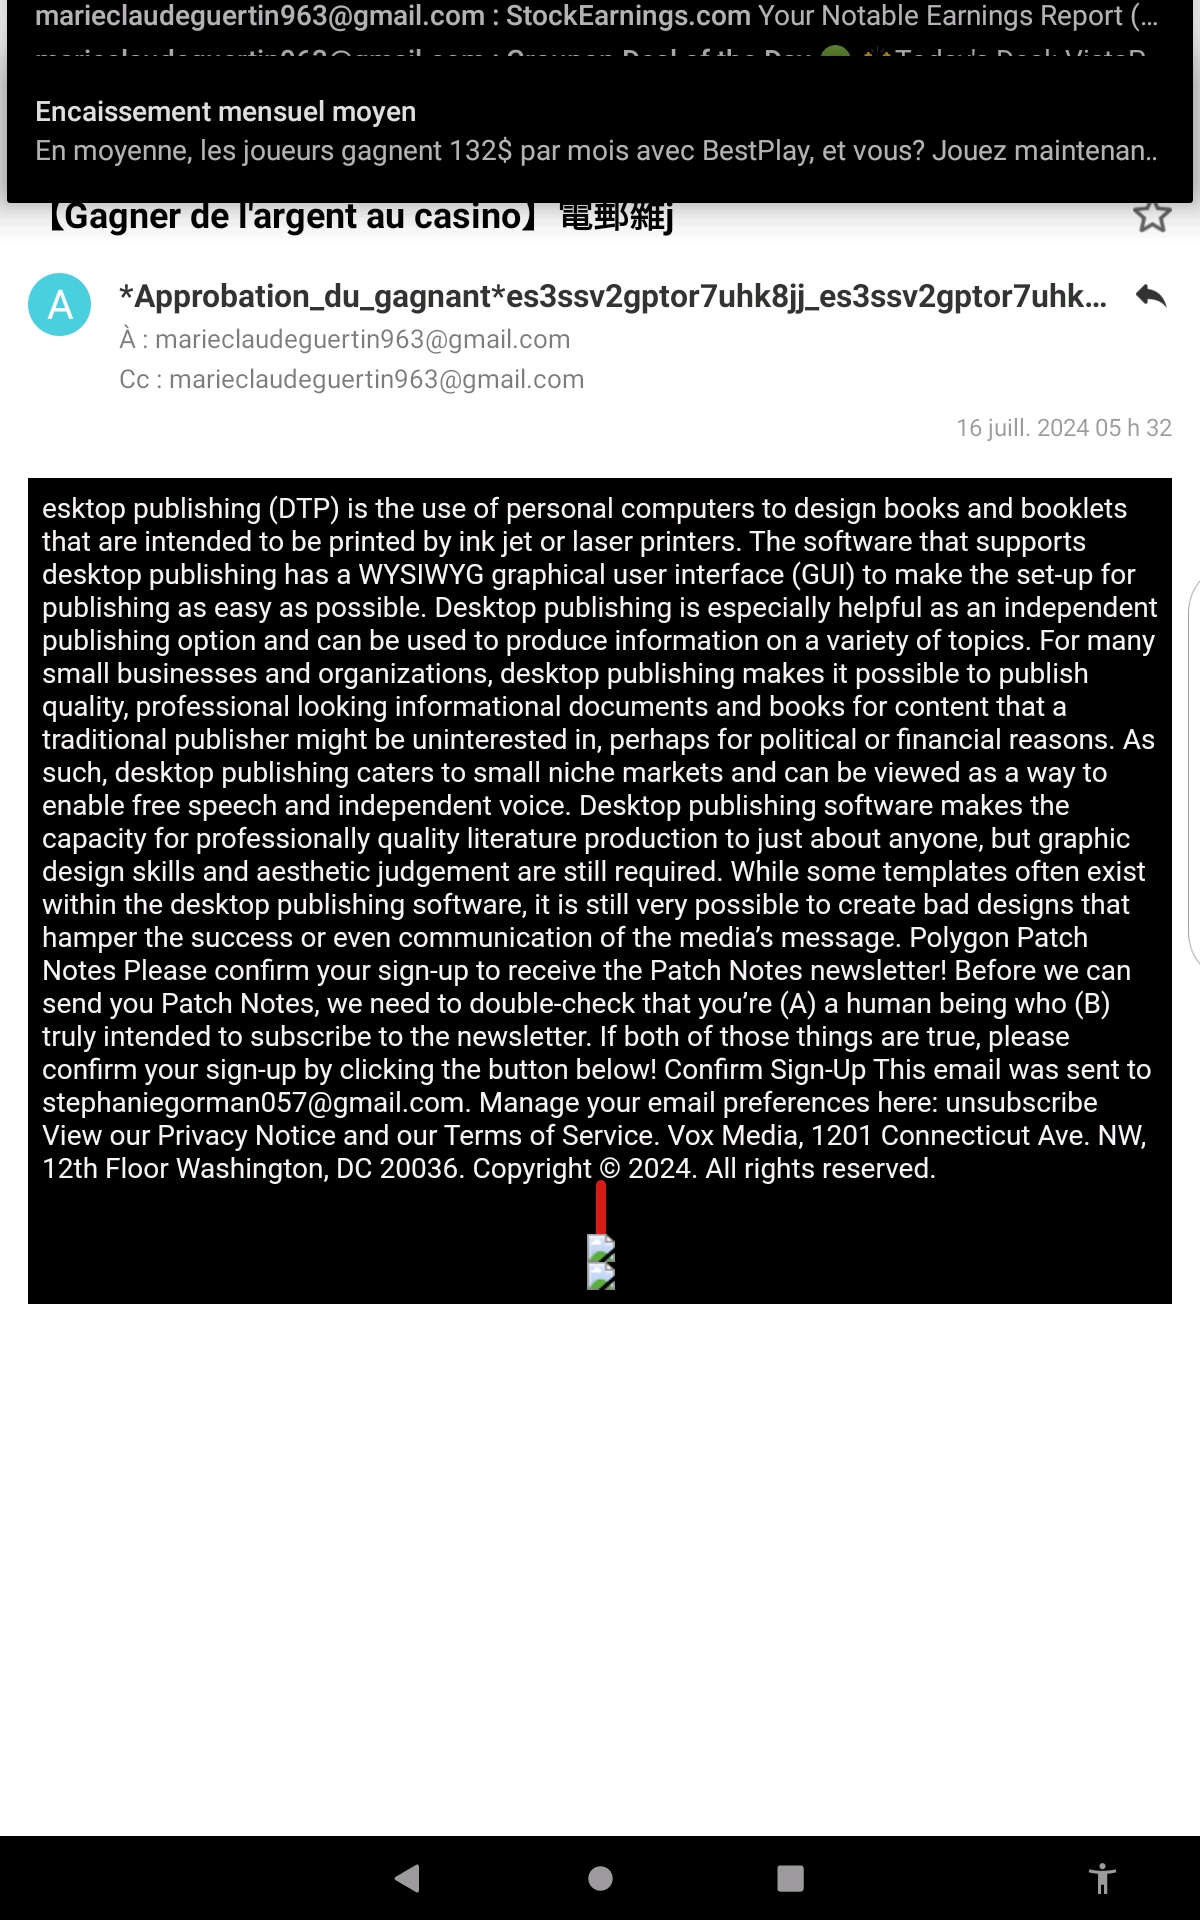 marieclaudeguertin963@gmail.com : StockEarnings.com Your Notable Earnings Report (...
marieclaudeguertin963@gmail.com : Groupon Deal of the Day Today's Deal: VistaP
Encaissement mensuel moyen
En moyenne, les joueurs gagnent 132$ par mois avec BestPlay, et vous? Jouez maintenan..
【Gagner de l'argent au casino】 電郵雜j
A
*Approbation_du_gagnant*es3ssv2gptor7uhk8jj_es3ssv2gptor7uhk...
À : marieclaudeguertin963@gmail.com
Cc : marieclaudeguertin963@gmail.com
16 juill. 2024 05 h 32
esktop publishing (DTP) is the use of personal computers to design books and booklets
that are intended to be printed by ink jet or laser printers. The software that supports
desktop publishing has a WYSIWYG graphical user interface (GUI) to make the set-up for
publishing as easy as possible. Desktop publishing is especially helpful as an independent
publishing option and can be used to produce information on a variety of topics. For many
small businesses and organizations, desktop publishing makes it possible to publish
quality, professional looking informational documents and books for content that a
traditional publisher might be uninterested in, perhaps for political or financial reasons. As
such, desktop publishing caters to small niche markets and can be viewed as a way to
enable free speech and independent voice. Desktop publishing software makes the
capacity for professionally quality literature production to just about anyone, but graphic
design skills and aesthetic judgement are still required. While some templates often exist
within the desktop publishing software, it is still very possible to create bad designs that
hamper the success or even communication of the media’s message. Polygon Patch
Notes Please confirm your sign-up to receive the Patch Notes newsletter! Before we can
send you Patch Notes, we need to double-check that you’re (A) a human being who (B)
truly intended to subscribe to the newsletter. If both of those things are true, please
confirm your sign-up by clicking the button below! Confirm Sign-Up This email was sent to
stephaniegorman057@gmail.com. Manage your email preferences here: unsubscribe
View our Privacy Notice and our Terms of Service. Vox Media, 1201 Connecticut Ave. NW,
12th Floor Washington, DC 20036. Copyright © 2024. All rights reserved.